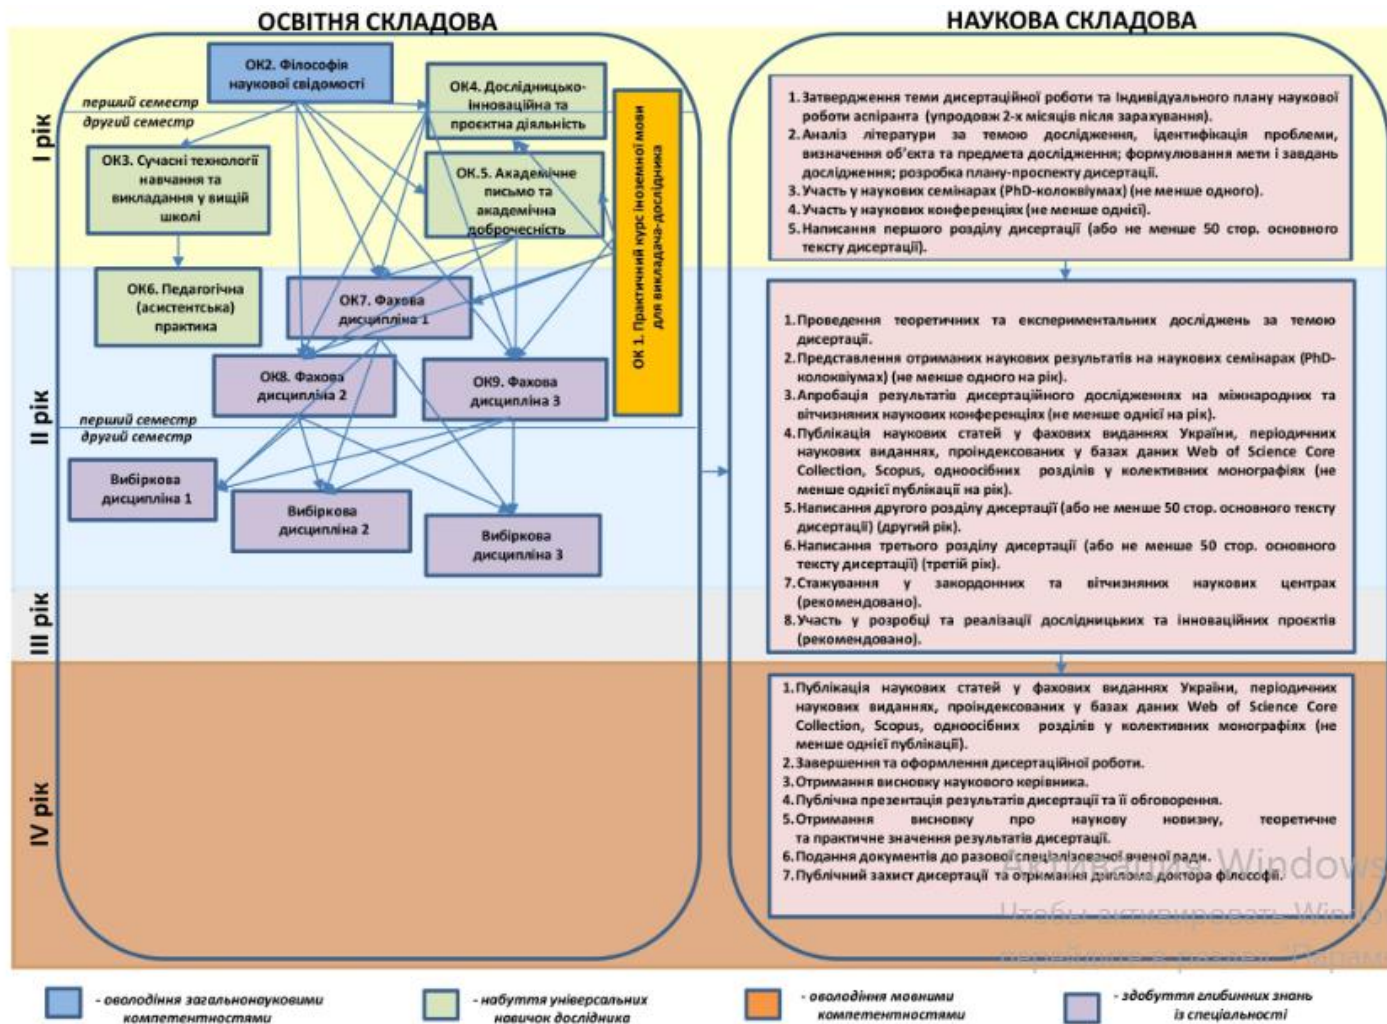 ОСВІТНЯ СКЛАДОВА
НАУКОВА СКЛАДОВА
І рік
перший семестр
другий семестр
ОК2. Філософія
наукової свідомості
ОК4. Дослідницько-
інноваційна та
проєктна діяльність
ОК3. Сучасні технології
навчання та
викладання у вищій
школі
ОК.5. Академічне
письмо та
академічна
доброчесність
ОК 1. Практичний курс іноземної мови
для викладача-дослідника
ІІ рік
ОК6. Педагогічна
(асистентська)
практика
ОК7. Фахова
дисципліна 1
ОК8. Фахова
дисципліна 2
ОК9. Фахова
дисципліна 3
перший семестр
другий семестр
Вибіркова
дисципліна 1
Вибіркова
дисципліна 2
Вибіркова
дисципліна 3
ІІІ рік
IV рік
1. Затвердження теми дисертаційної роботи та Індивідуального плану наукової
роботи аспіранта (упродовж 2-х місяців після зарахування).
2. Аналіз літератури за темою дослідження, ідентифікація проблеми,
визначення об’єкта та предмета дослідження; формулювання мети і завдань
дослідження; розробка плану-проспекту дисертації.
3. Участь у наукових семінарах (PhD-колоквіумах) (не менше одного).
4. Участь у наукових конференціях (не менше однієї).
5. Написання першого розділу дисертації (або не менше 50 стор. основного
тексту дисертації).
1. Проведення теоретичних та експериментальних досліджень за темою
дисертації.
2. Представлення отриманих наукових результатів на наукових семінарах (PhD-
колоквіумах) (не менше одного на рік).
3. Апробація результатів дисертаційного дослідженнях на міжнародних та
вітчизняних наукових конференціях (не менше однієї на рік).
4. Публікація наукових статей у фахових виданнях України, періодичних
наукових виданнях, проіндексованих у базах даних Web of Science Core
Collection, Scopus, одноосібних розділів у колективних монографіях (не
менше однієї публікації на рік).
5. Написання другого розділу дисертації (або не менше 50 стор. основного тексту
дисертації) (другий рік).
6. Написання третього розділу дисертації (або не менше 50 стор. основного
тексту дисертації) (третій рік).
7. Стажування у закордонних та вітчизняних наукових центрах
(рекомендовано).
8. Участь у розробці та реалізації дослідницьких та інноваційних проєктів
(рекомендовано).
1. Публікація наукових статей у фахових виданнях України, періодичних
наукових виданнях, проіндексованих у базах даних Web of Science Core
Collection, Scopus, одноосібних розділів у колективних монографіях (не
менше однієї публікації).
2. Завершення та оформлення дисертаційної роботи.
3. Отримання висновку наукового керівника.
4. Публічна презентація результатів дисертації та її обговорення.
5. Отримання висновку про наукову новизну, теоретичне
та практичне значення результатів дисертації.
6. Подання документів до разової спеціалізованої вченої ради.
7. Публічний захист дисертації та отримання диплома доктора філософії.
Активация Windows
Чтобы активировать Windo
перейдите в раздел "Парам
- оволодіння загальнонауковими
компетентностями
- набуття універсальних
навичок дослідника
- оволодіння мовними
компетентностями
- здобуття глибинних знань
із спеціальності